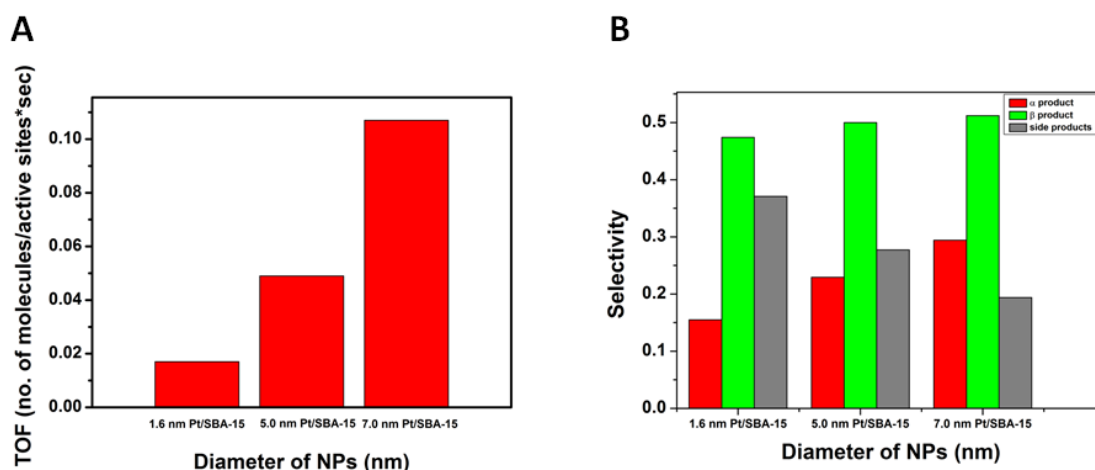 A
TOF (no. of molecules/active sites*sec)
0.10
0.08
0.06
0.04
0.02
0.00
1.6 nm Pt/SBA-15 5.0 nm Pt/SBA-15 7.0 nm Pt/SBA-15
Diameter of NPs (nm)
B
Selectivity
0.5
0.4
0.3
0.2
0.1
0.0
α product
β product
side products
1.6 nm Pt/SBA-15 5.0 nm Pt/SBA-15 7.0 nm Pt/SBA-15
Diameter of NPs (nm)